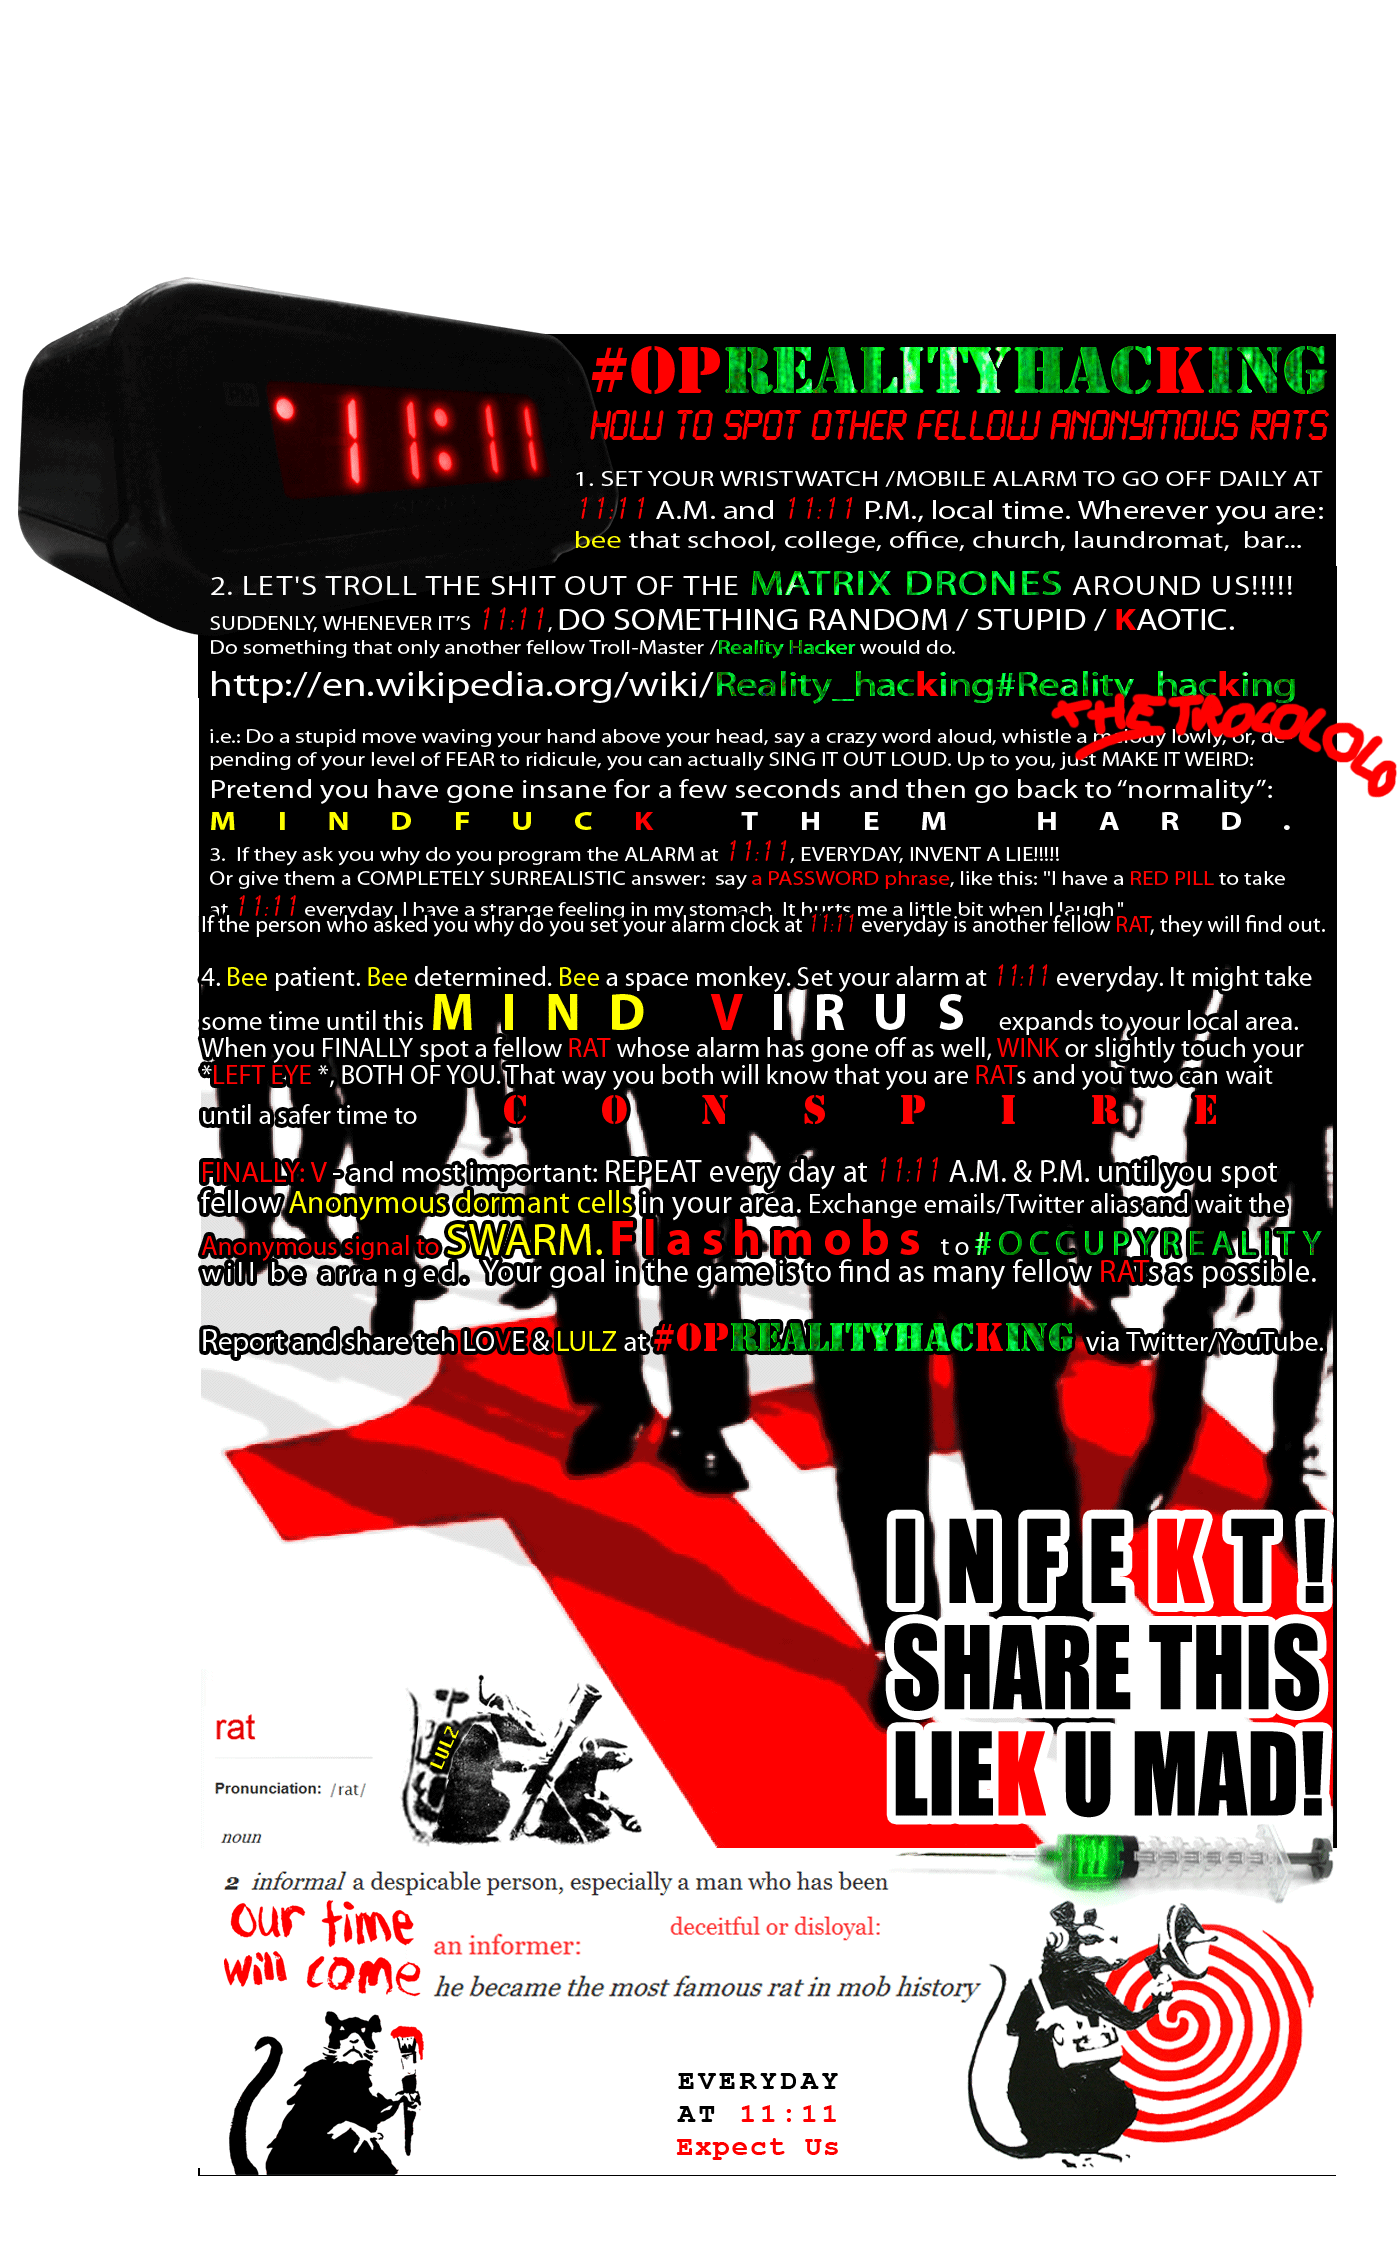 11:11
#OPREALITYHACKING
HOW TO SPOT OTHER FELLOW ANONYMOUS RATS
1. SET YOUR WRISTWATCH /MOBILE ALARM TO GO OFF DAILY AT
11:11 A.M. and 11:11 P.M., local time. Wherever you are:
bee that school, college, office, church, laundromat, bar...
2. LET'S TROLL THE SHIT OUT OF THE MATRIX DRONES AROUND US!!!!!
SUDDENLY, WHENEVER IT'S 11:11, DO SOMETHING RANDOM / STUPID / KAOTIC.
Do something that only another fellow Troll-Master /Reality Hacker would do.
http://en.wikipedia.org/wiki/Reality_hacking#Reality_hacking
THE TROLOLOLO
i.e.: Do a stupid move waving your hand above your head, say a crazy word aloud, whistle a melody lowly, or, de
pending of your level of FEAR to ridicule, you can actually SING IT OUT LOUD. Up to you, just MAKE IT WEIRD:
Pretend you have gone insane for a few seconds and then go back to “normality”:
MINDFUCK THEM HARD.
3. If they ask you why do you program the ALARM at 11:11, EVERYDAY, INVENT A LIE!!!!!
Or give them a COMPLETELY SURREALISTIC answer: say a PASSWORD phrase, like this: "I have a RED PILL to take
at 11:11 everyday. I have a strange feeling in my stomach. It hurts me a little bit when I laugh"
If the person who asked you why do you set your alarm clock at 11:11 everyday is another fellow RAT, they will find out.
4. Bee patient. Bee determined. Bee a space monkey. Set your alarm at 11:11 everyday. It might take
some time until this MIND VIRUS expands to your local area.
When you FINALLY spot a fellow RAT whose alarm has gone off as well, WINK or slightly touch your
*LEFT EYE *, BOTH OF YOU. That way you both will know that you are RATs and you two can wait
until a safer time to CONSPIRE
FINALLY: V - and most important: REPEAT every day at 11:11 A.M. & P.M. until you spot
fellow Anonymous dormant cells in your area. Exchange emails/Twitter alias and wait the
Anonymous signal to SWARM. Flashmobs to #OCCUPYREALITY
will be arranged. Your goal in the game is to find as many fellow RATs as possible.
Report and share teh LOVE & LULZ at #OPREALITYHACKING via Twitter/YouTube.
INFEKT!
SHARE THIS
LIEK U MAD!
rat
LULZ
Pronunciation: /rat/
noun
2 informal a despicable person, especially a man who has been
deceitful or disloyal:
our time
will come
an informer:
he became the most famous rat in mob history
EVERYDAY
AT 11:11
Expect Us